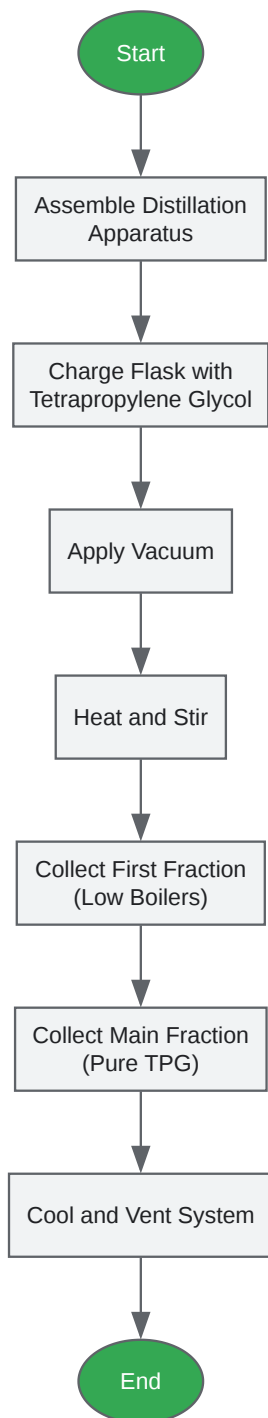 Start
Assemble Distillation
Apparatus
Charge Flask with
Tetrapropylene Glycol
Apply Vacuum
Heat and Stir
Collect First Fraction
(Low Boilers)
Collect Main Fraction
(Pure TPG)
Cool and Vent System
End